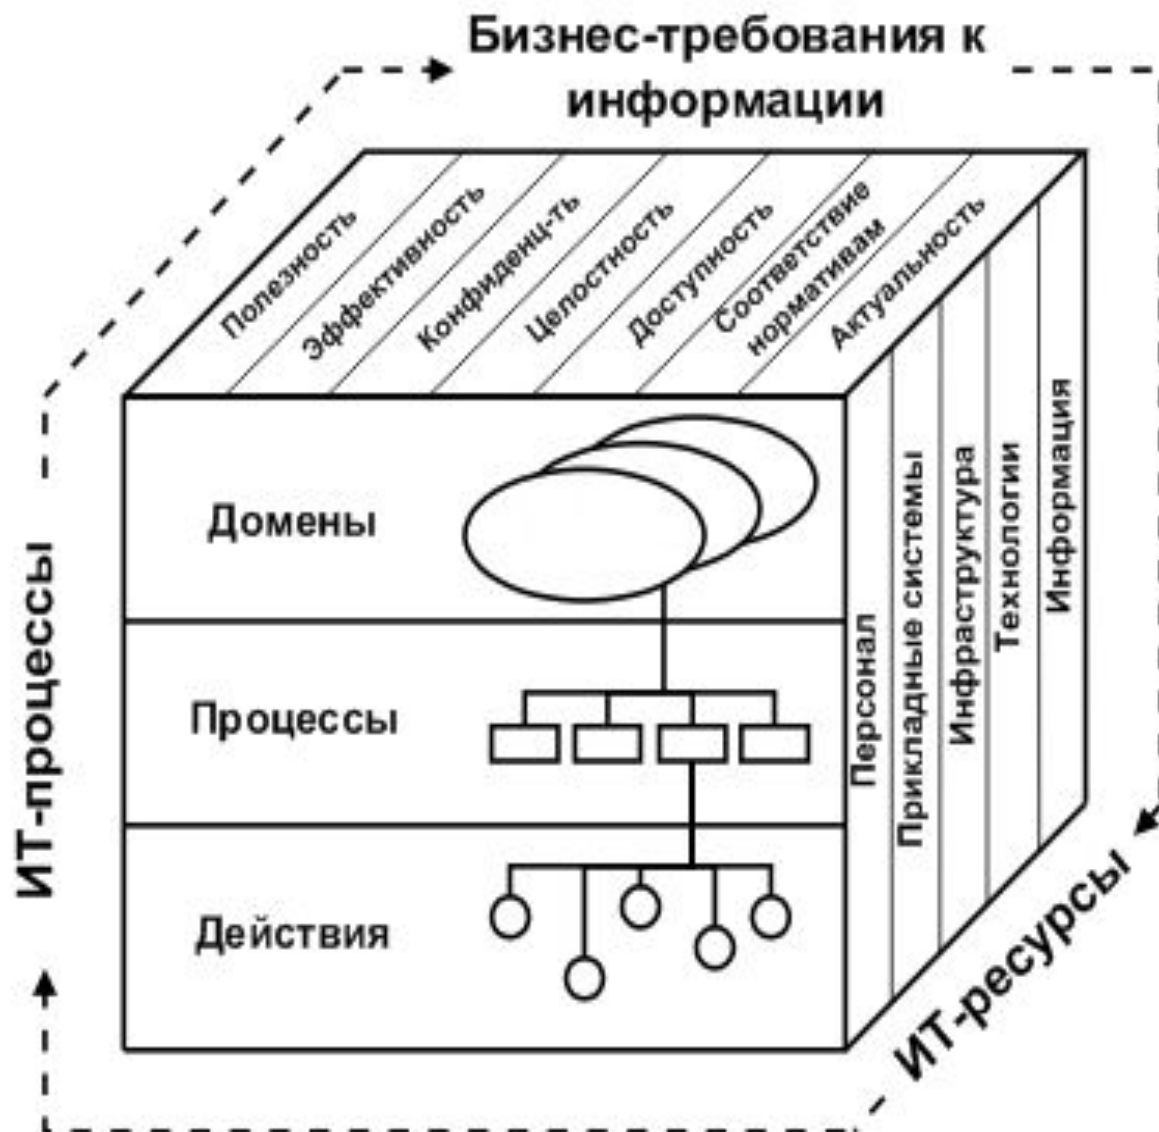 Бизнес-требования к
информации
Полезность
Эффективность
Конфиденц-ть
Целостность
Доступность
Соответствие
нормативам
Актуальность
ИТ-процессы
Домены
Процессы
Действия
Персонал
Прикладные системы
Инфраструктура
Технологии
Информация
ИТ-ресурсы